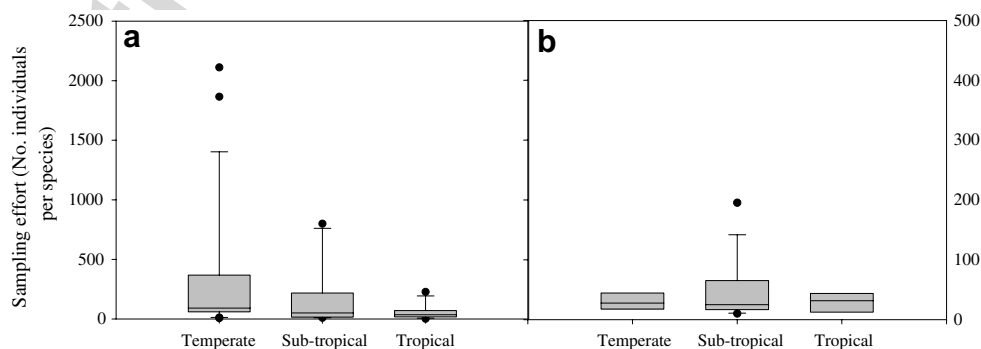 Sampling effort (No. individuals
per species)
a
2500
2000
1500
1000
500
0
Temperate Sub-tropical Tropical
b
500
400
300
200
100
0
Temperate Sub-tropical Tropical